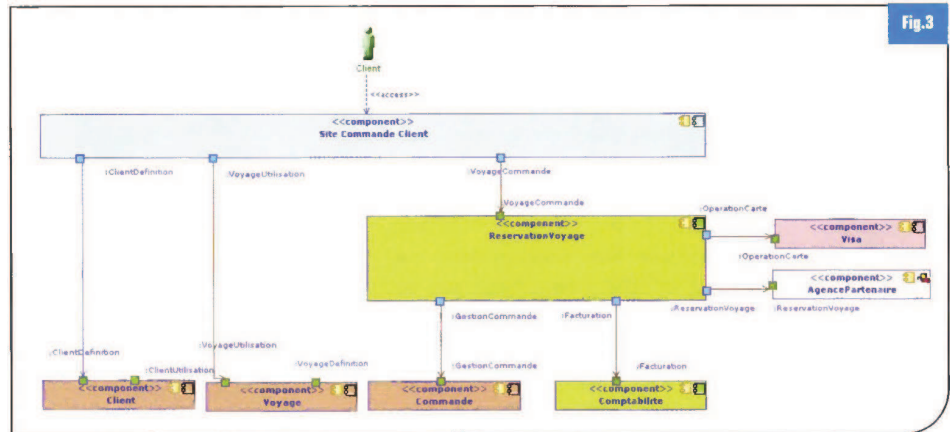 Fig.3
Client
<<access>>
<<component>>
Site Commande Client
:ClientDefinition
:VoyageUtilisation
:VoyageCommande
:VoyageCommande
:OperationCarte
<<component>>
ReservationVoyage
<<component>>
Visa
:OperationCarte
<<component>>
AgencePartenaire
:ReservationVoyage
:ReservationVoyage
:GestionCommande
:Facturation
:ClientDefinition
:VoyageUtilisation
:ClientUtilisation
:VoyageDefinition
:GestionCommande
:Facturation
<<component>>
Client
<<component>>
Voyage
<<component>>
Commande
<<component>>
Comptabilite